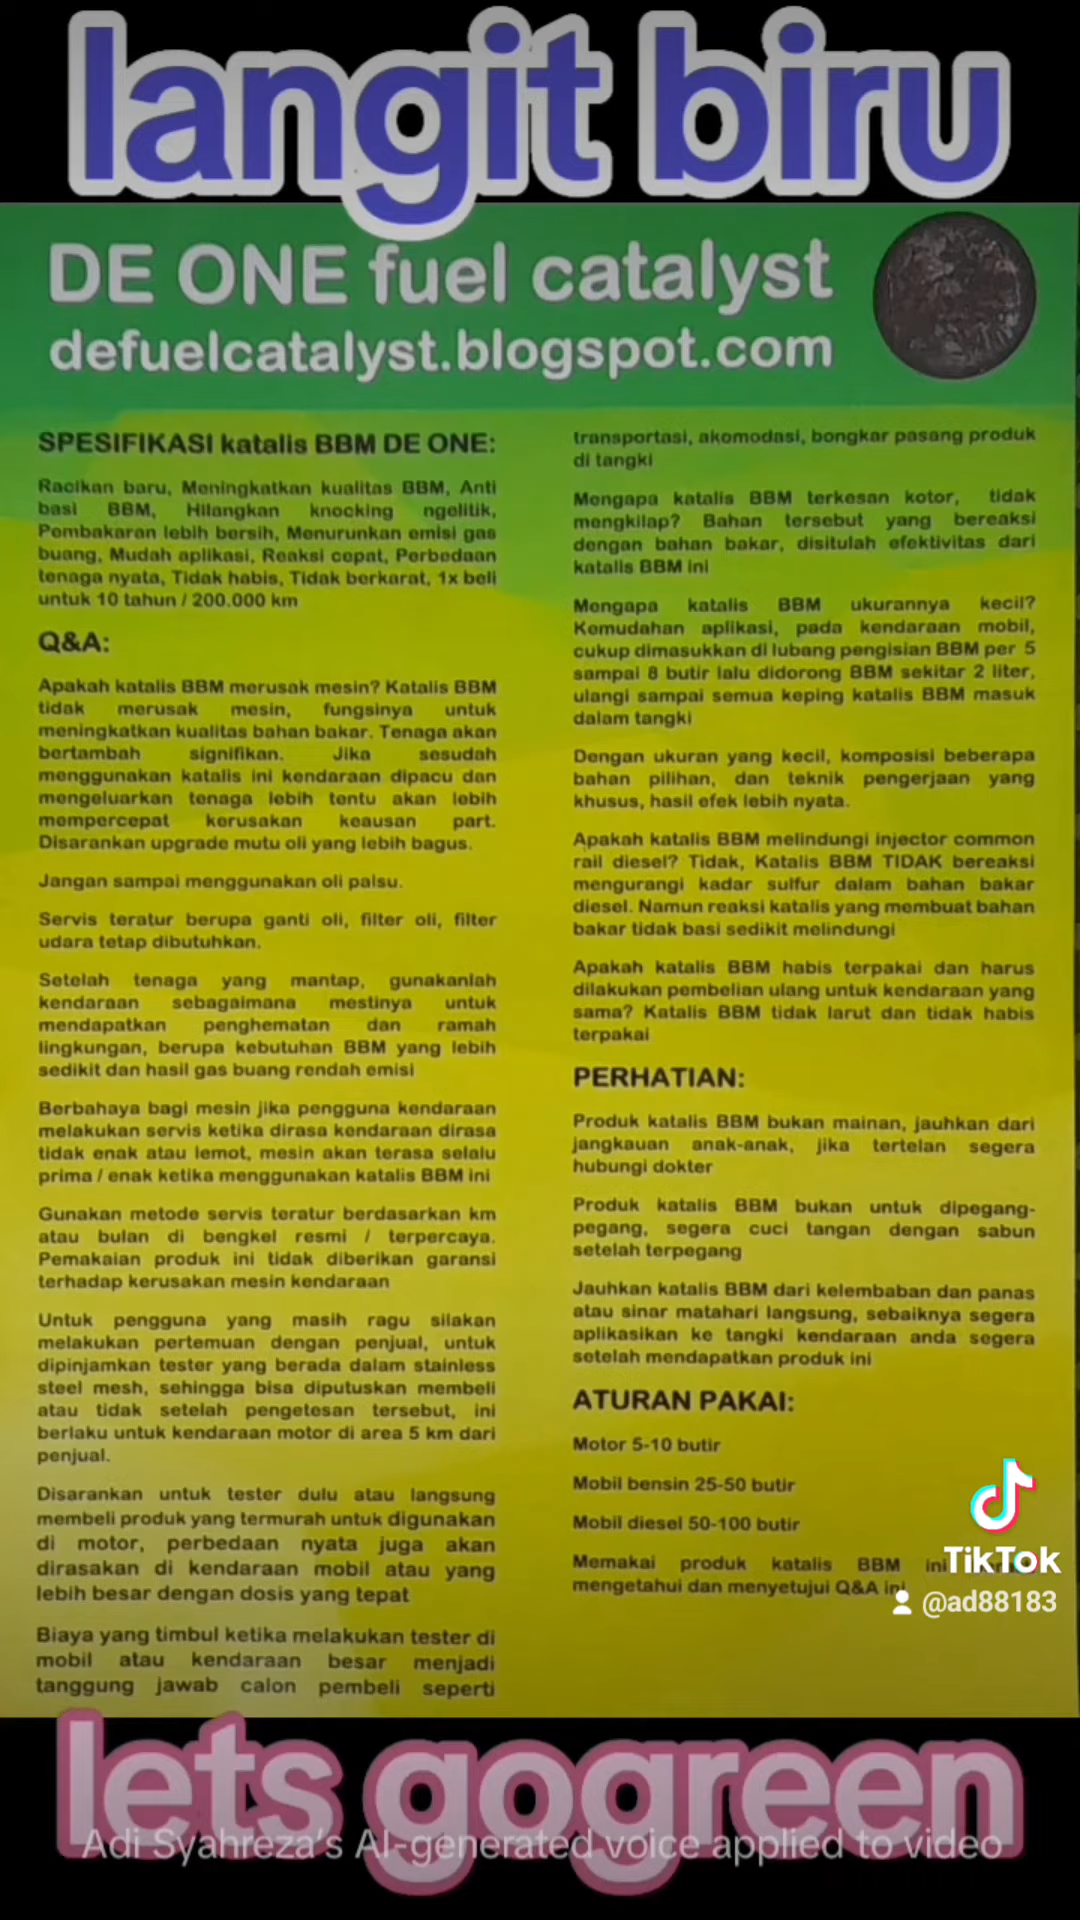 langit biru
DE ONE fuel catalyst
defuelcatalyst.blogspot.com
SPESIFIKASI katalis BBM DE ONE:
Racikan baru, Meningkatkan kualitas BBM, Anti
basi BBM, Hilangkan knocking ngelitik,
Pembakaran lebih bersih, Menurunkan emisi gas
buang, Mudah aplikasi, Reaksi cepat, Perbedaan
tenaga nyata, Tidak habis, Tidak berkarat, 1x beli
untuk 10 tahun / 200.000 km
Q&A:
Apakah katalis BBM merusak mesin? Katalis BBM
tidak merusak mesin, fungsinya untuk
meningkatkan kualitas bahan bakar. Tenaga akan
bertambah signifikan. Jika sesudah
menggunakan katalis ini kendaraan dipacu dan
mengeluarkan tenaga lebih tentu akan lebih
mempercepat kerusakan keausan part.
Disarankan upgrade mutu oli yang lebih bagus.
Jangan sampai menggunakan oli palsu.
Servis teratur berupa ganti oli, filter oli, filter
udara tetap dibutuhkan.
Setelah tenaga yang mantap, gunakanlah
kendaraan sebagaimana mestinya untuk
mendapatkan penghematan dan ramah
lingkungan, berupa kebutuhan BBM yang lebih
sedikit dan hasil gas buang rendah emisi
Berbahaya bagi mesin jika pengguna kendaraan
melakukan servis ketika dirasa kendaraan dirasa
tidak enak atau lemot, mesin akan terasa selalu
prima / enak ketika menggunakan katalis BBM ini
Gunakan metode servis teratur berdasarkan km
atau bulan di bengkel resmi / terpercaya.
Pemakaian produk ini tidak diberikan garansi
terhadap kerusakan mesin kendaraan
Untuk pengguna yang masih ragu silakan
melakukan pertemuan dengan penjual, untuk
dipinjamkan tester yang berada dalam stainless
steel mesh, sehingga bisa diputuskan membeli
atau tidak setelah pengetesan tersebut, ini
berlaku untuk kendaraan motor di area 5 km dari
penjual.
Disarankan untuk tester dulu atau langsung
membeli produk yang termurah untuk digunakan
di motor, perbedaan nyata juga akan
dirasakan di kendaraan mobil atau yang
lebih besar dengan dosis yang tepat
Biaya yang timbul ketika melakukan tester di
mobil atau kendaraan besar menjadi
tanggung jawab calon pembeli seperti
transportasi, akomodasi, bongkar pasang produk
di tangki
Mengapa katalis BBM terkesan kotor, tidak
mengkilap? Bahan tersebut yang bereaksi
dengan bahan bakar, disitulah efektivitas dari
katalis BBM ini
Mengapa katalis BBM ukurannya kecil?
Kemudahan aplikasi, pada kendaraan mobil,
cukup dimasukkan di lubang pengisian BBM per 5
sampai 8 butir lalu didorong BBM sekitar 2 liter,
ulangi sampai semua keping katalis BBM masuk
dalam tangki
Dengan ukuran yang kecil, komposisi beberapa
bahan pilihan, dan teknik pengerjaan yang
khusus, hasil efek lebih nyata.
Apakah katalis BBM melindungi injector common
rail diesel? Tidak, Katalis BBM TIDAK bereaksi
mengurangi kadar sulfur dalam bahan bakar
diesel. Namun reaksi katalis yang membuat bahan
bakar tidak basi sedikit melindungi
Apakah katalis BBM habis terpakai dan harus
dilakukan pembelian ulang untuk kendaraan yang
sama? Katalis BBM tidak larut dan tidak habis
terpakai
PERHATIAN:
Produk katalis BBM bukan mainan, jauhkan dari
jangkauan anak-anak, jika tertelan segera
hubungi dokter
Produk katalis BBM bukan untuk dipegang-
pegang, segera cuci tangan dengan sabun
setelah terpegang
Jauhkan katalis BBM dari kelembaban dan panas
atau sinar matahari langsung, sebaiknya segera
aplikasikan ke tangki kendaraan anda segera
setelah mendapatkan produk ini
ATURAN PAKAI:
Motor 5-10 butir
Mobil bensin 25-50 butir
Mobil diesel 50-100 butir
Memakai produk katalis BBM ini
mengetahui dan menyetujui Q&A ini
TikTok
@ad88183
lets gogreen
Adi Syahreza's AI-generated voice applied to video